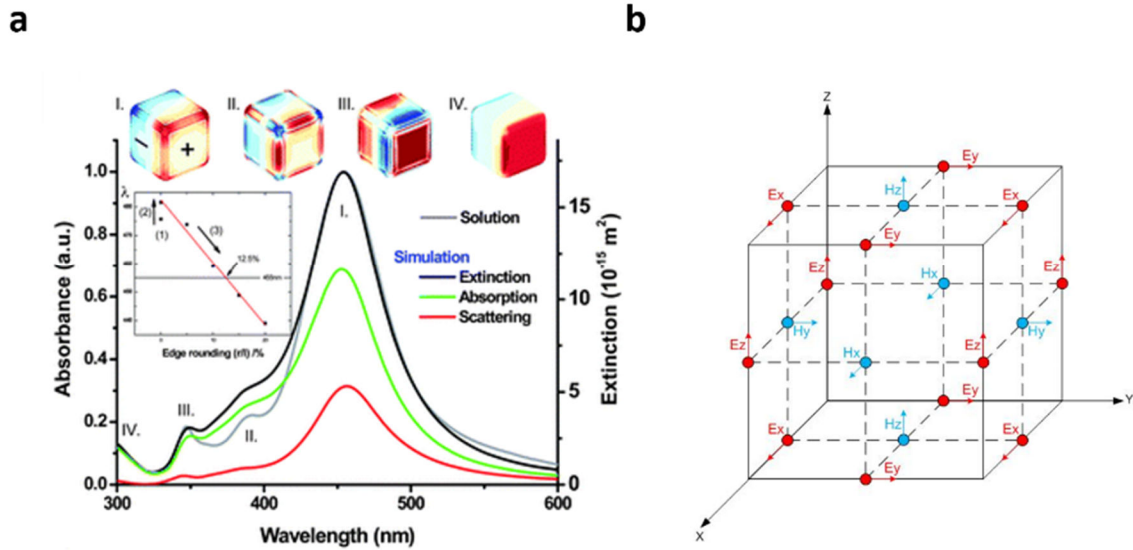 a
b
I.
II.
III.
IV.
−
+
1.0
0.8
0.6
0.4
0.2
0.0
Absorbance (a.u.)
λ
(2)
(1)
(3)
12.5%
0
10
20
Edge rounding (r/l) /%
I.
II.
III.
IV.
Solution
Simulation
Extinction
Absorption
Scattering
15
10
5
0
Extinction (10⁻¹⁵ m²)
300
400
500
600
Wavelength (nm)
Z
Ey
Ex
Hz
Ex
Ey
Ez
Ez
Hx
Hy
Hy
Ez
Hx
Ez
Ey
Y
Ex
Hz
Ex
Ey
X